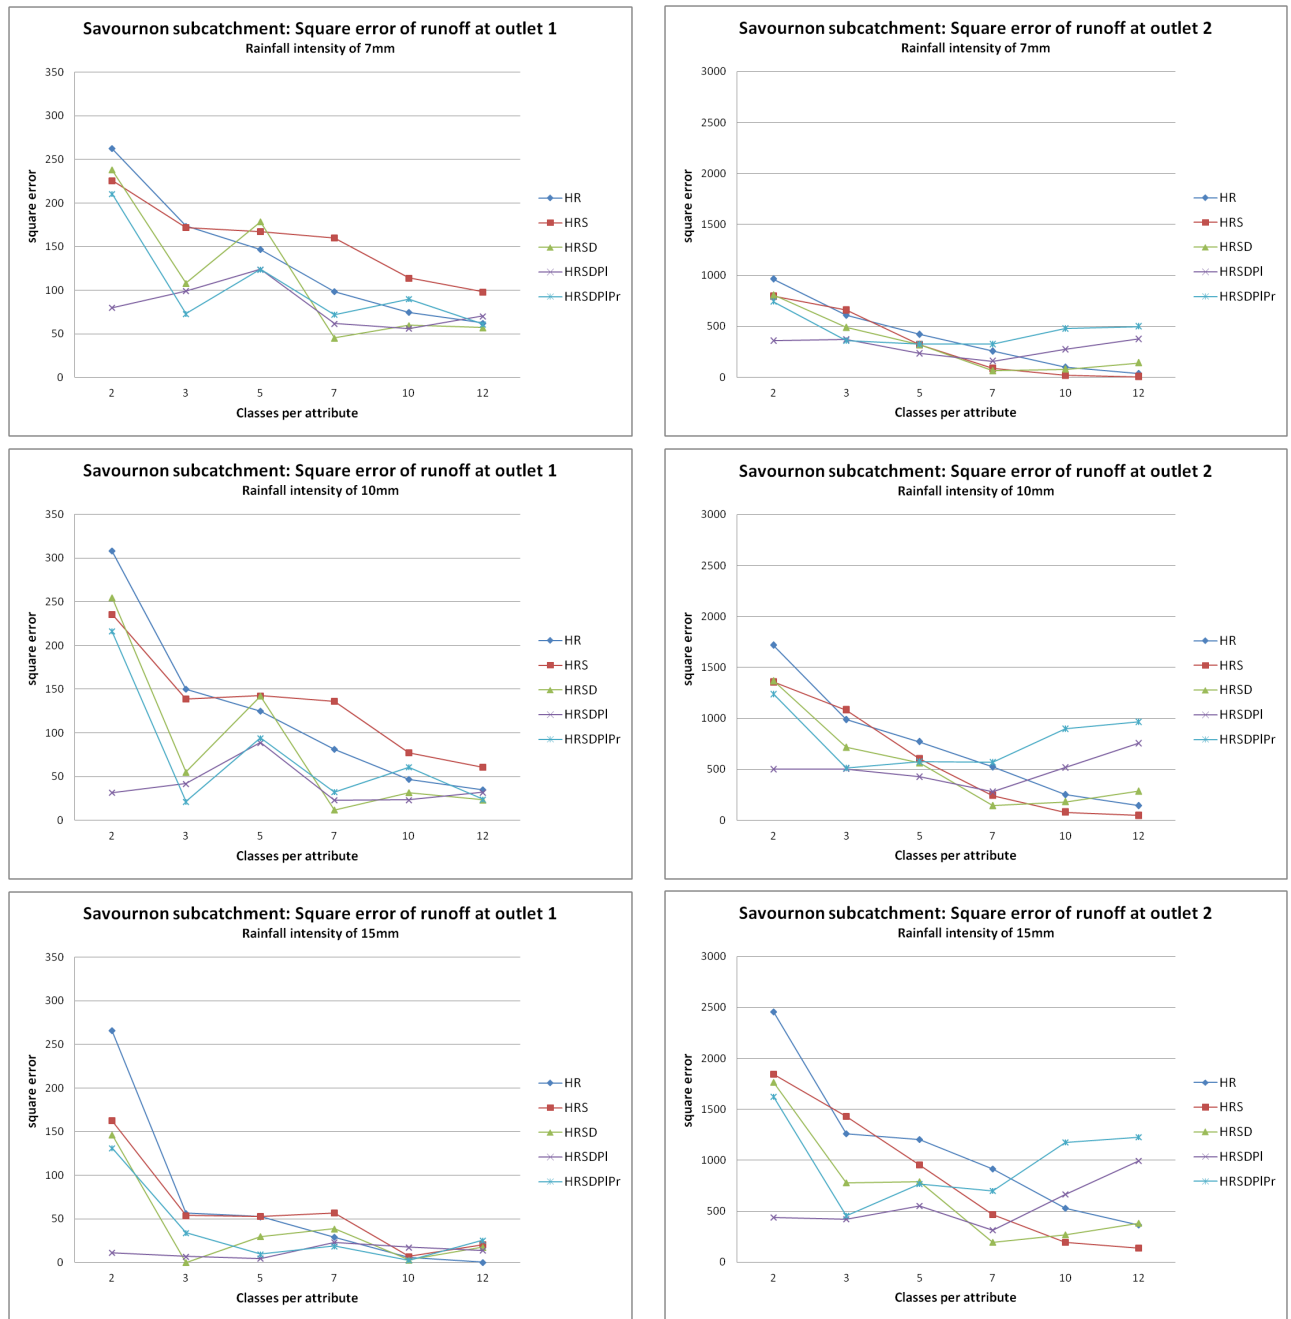 Savournon subcatchment: Square error of runoff at outlet 1
Rainfall intensity of 7mm
350
300
250
200
150
100
50
0
square error
2 3 5 7 10 12
Classes per attribute
HR
HRS
HRSD
HRSDPl
HRSDPlPr
Savournon subcatchment: Square error of runoff at outlet 2
Rainfall intensity of 7mm
3000
2500
2000
1500
1000
500
0
square error
2 3 5 7 10 12
Classes per attribute
HR
HRS
HRSD
HRSDPl
HRSDPlPr
Savournon subcatchment: Square error of runoff at outlet 1
Rainfall intensity of 10mm
350
300
250
200
150
100
50
0
square error
2 3 5 7 10 12
Classes per attribute
HR
HRS
HRSD
HRSDPl
HRSDPlPr
Savournon subcatchment: Square error of runoff at outlet 2
Rainfall intensity of 10mm
3000
2500
2000
1500
1000
500
0
square error
2 3 5 7 10 12
Classes per attribute
HR
HRS
HRSD
HRSDPl
HRSDPlPr
Savournon subcatchment: Square error of runoff at outlet 1
Rainfall intensity of 15mm
350
300
250
200
150
100
50
0
square error
2 3 5 7 10 12
Classes per attribute
HR
HRS
HRSD
HRSDPl
HRSDPlPr
Savournon subcatchment: Square error of runoff at outlet 2
Rainfall intensity of 15mm
3000
2500
2000
1500
1000
500
0
square error
2 3 5 7 10 12
Classes per attribute
HR
HRS
HRSD
HRSDPl
HRSDPlPr